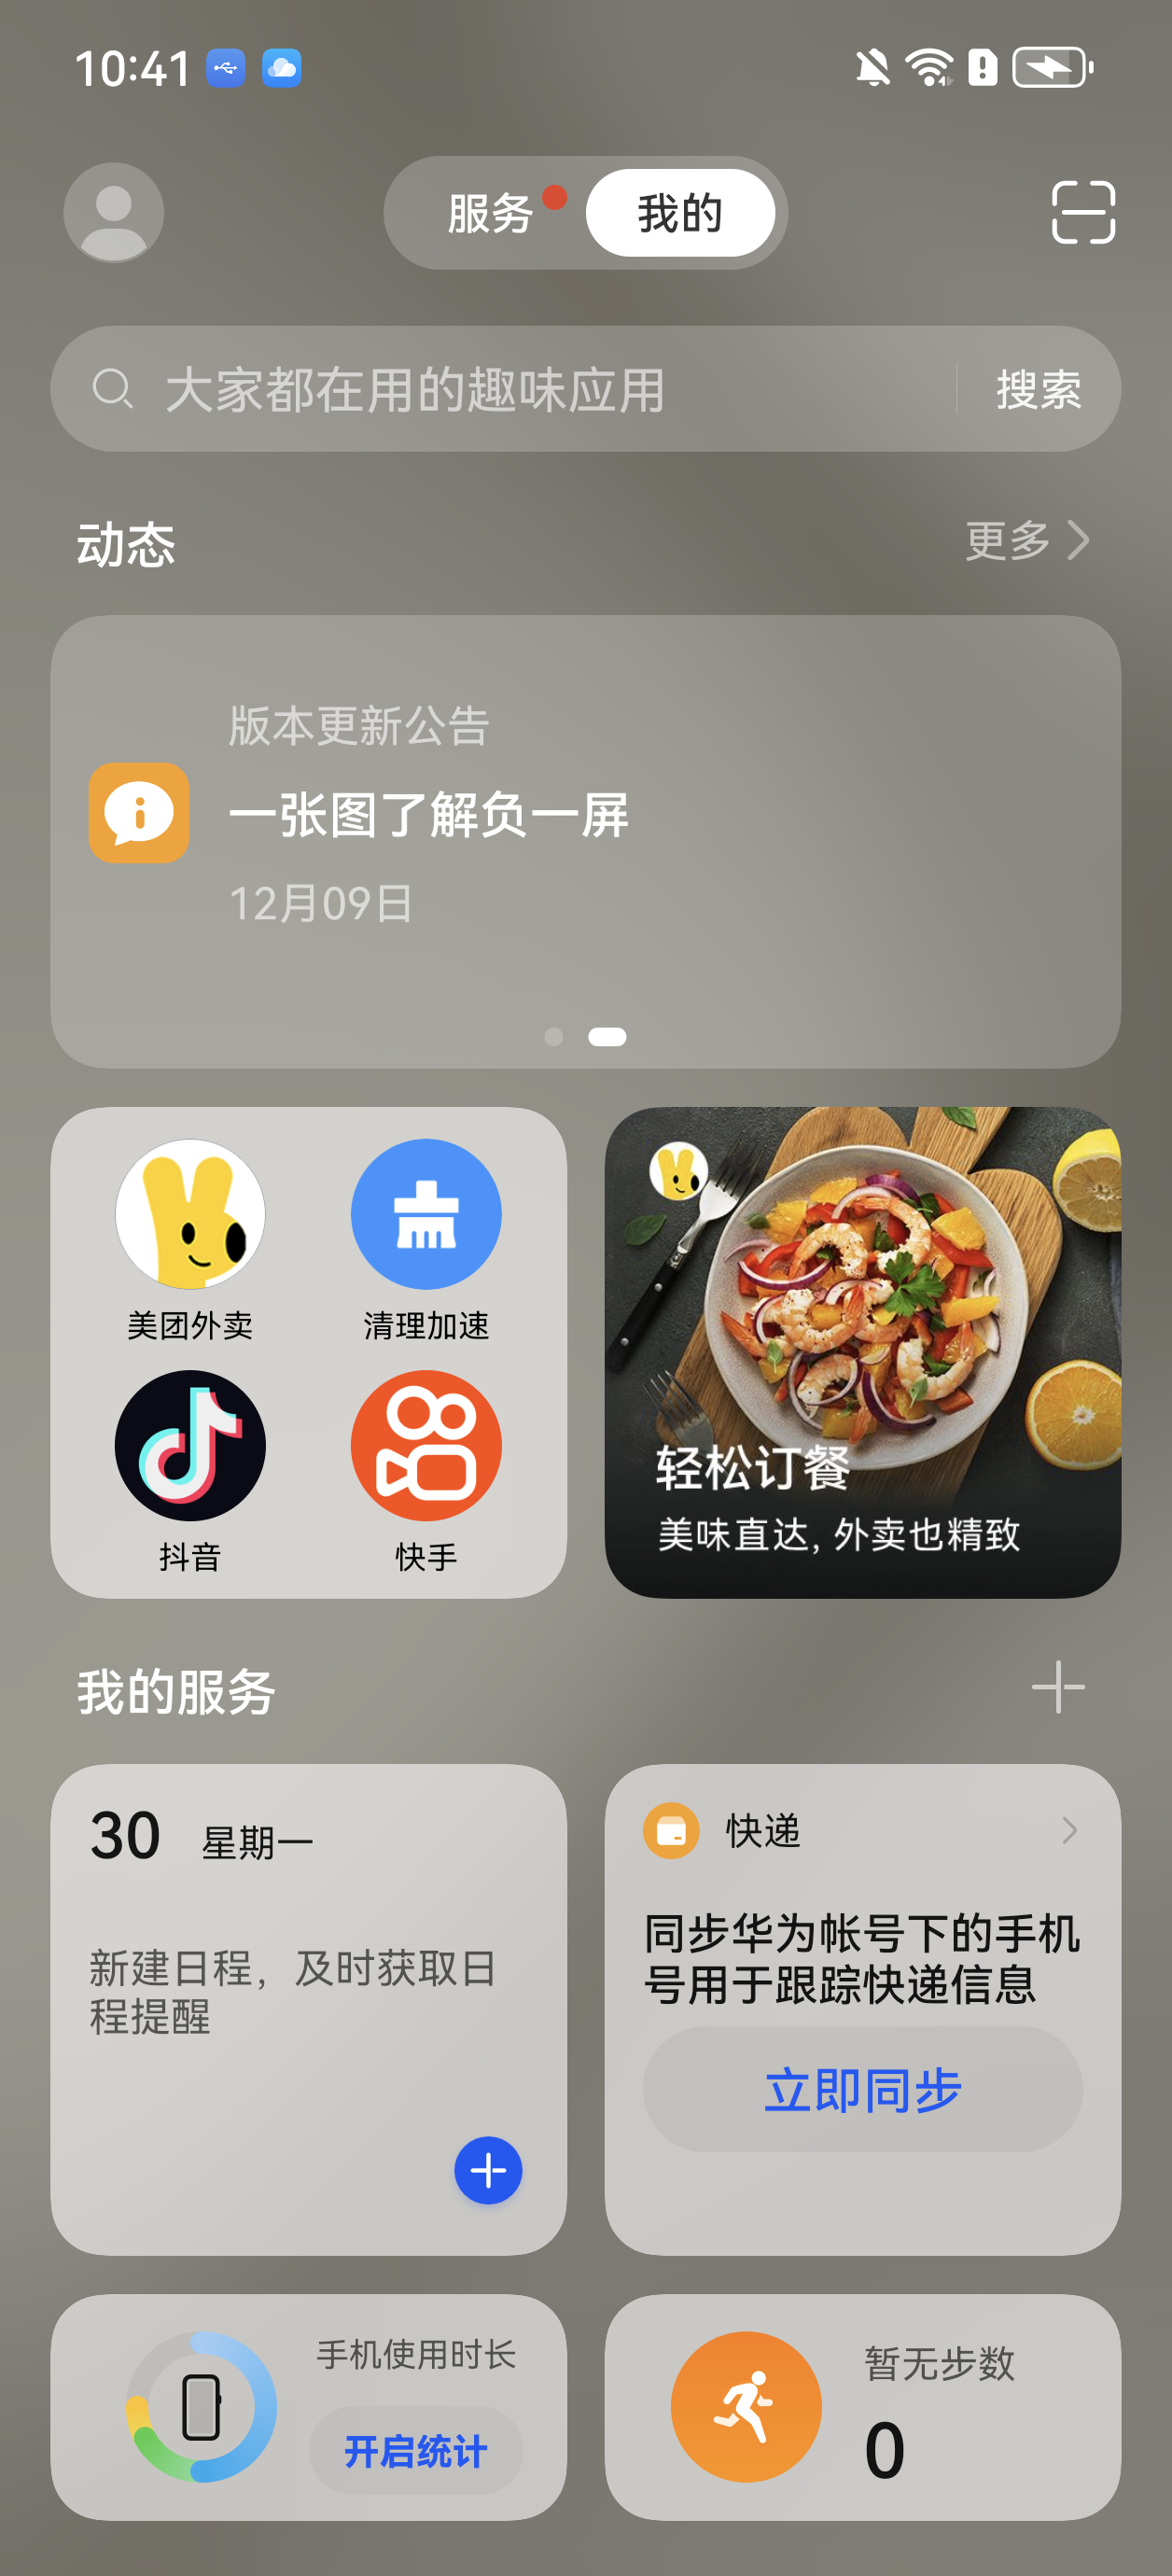 10:41
服务
我的
大家都在用的趣味应用
搜索
动态
更多
版本更新公告
一张图了解负一屏
12月09日
美团外卖
清理加速
抖音
快手
轻松订餐
美味直达, 外卖也精致
我的服务
30 星期一
新建日程，及时获取日
程提醒
快递
同步华为帐号下的手机
号用于跟踪快递信息
立即同步
手机使用时长
开启统计
暂无步数
0